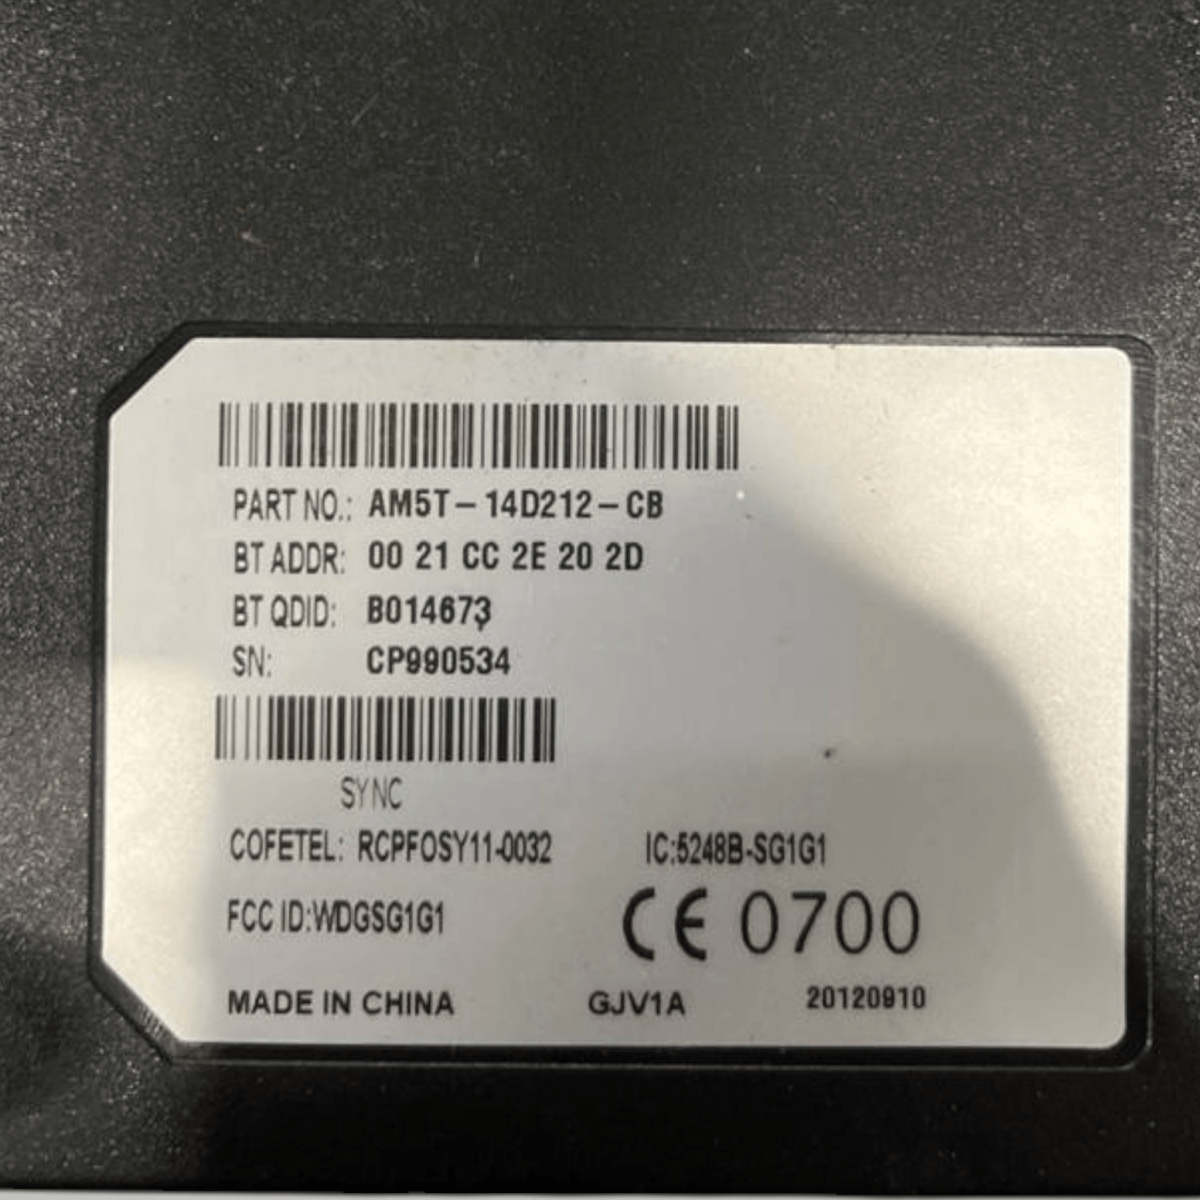 PART NO.: AM5T-14D212-CB
BT ADDR: 00 21 CC 2E 20 2D
BT QDID: B014673
SN: CP990534
SYNC
COFETEL: RCPFOSY11-0032 IC:5248B-SG1G1
FCC ID:WDGSG1G1 CE 0700
MADE IN CHINA GJV1A 20120910